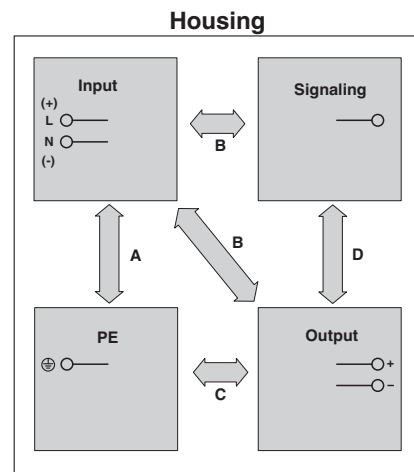 Housing
Input
(+)
L
N
(-)
Signaling
B
A
B
D
PE
C
Output
+
–